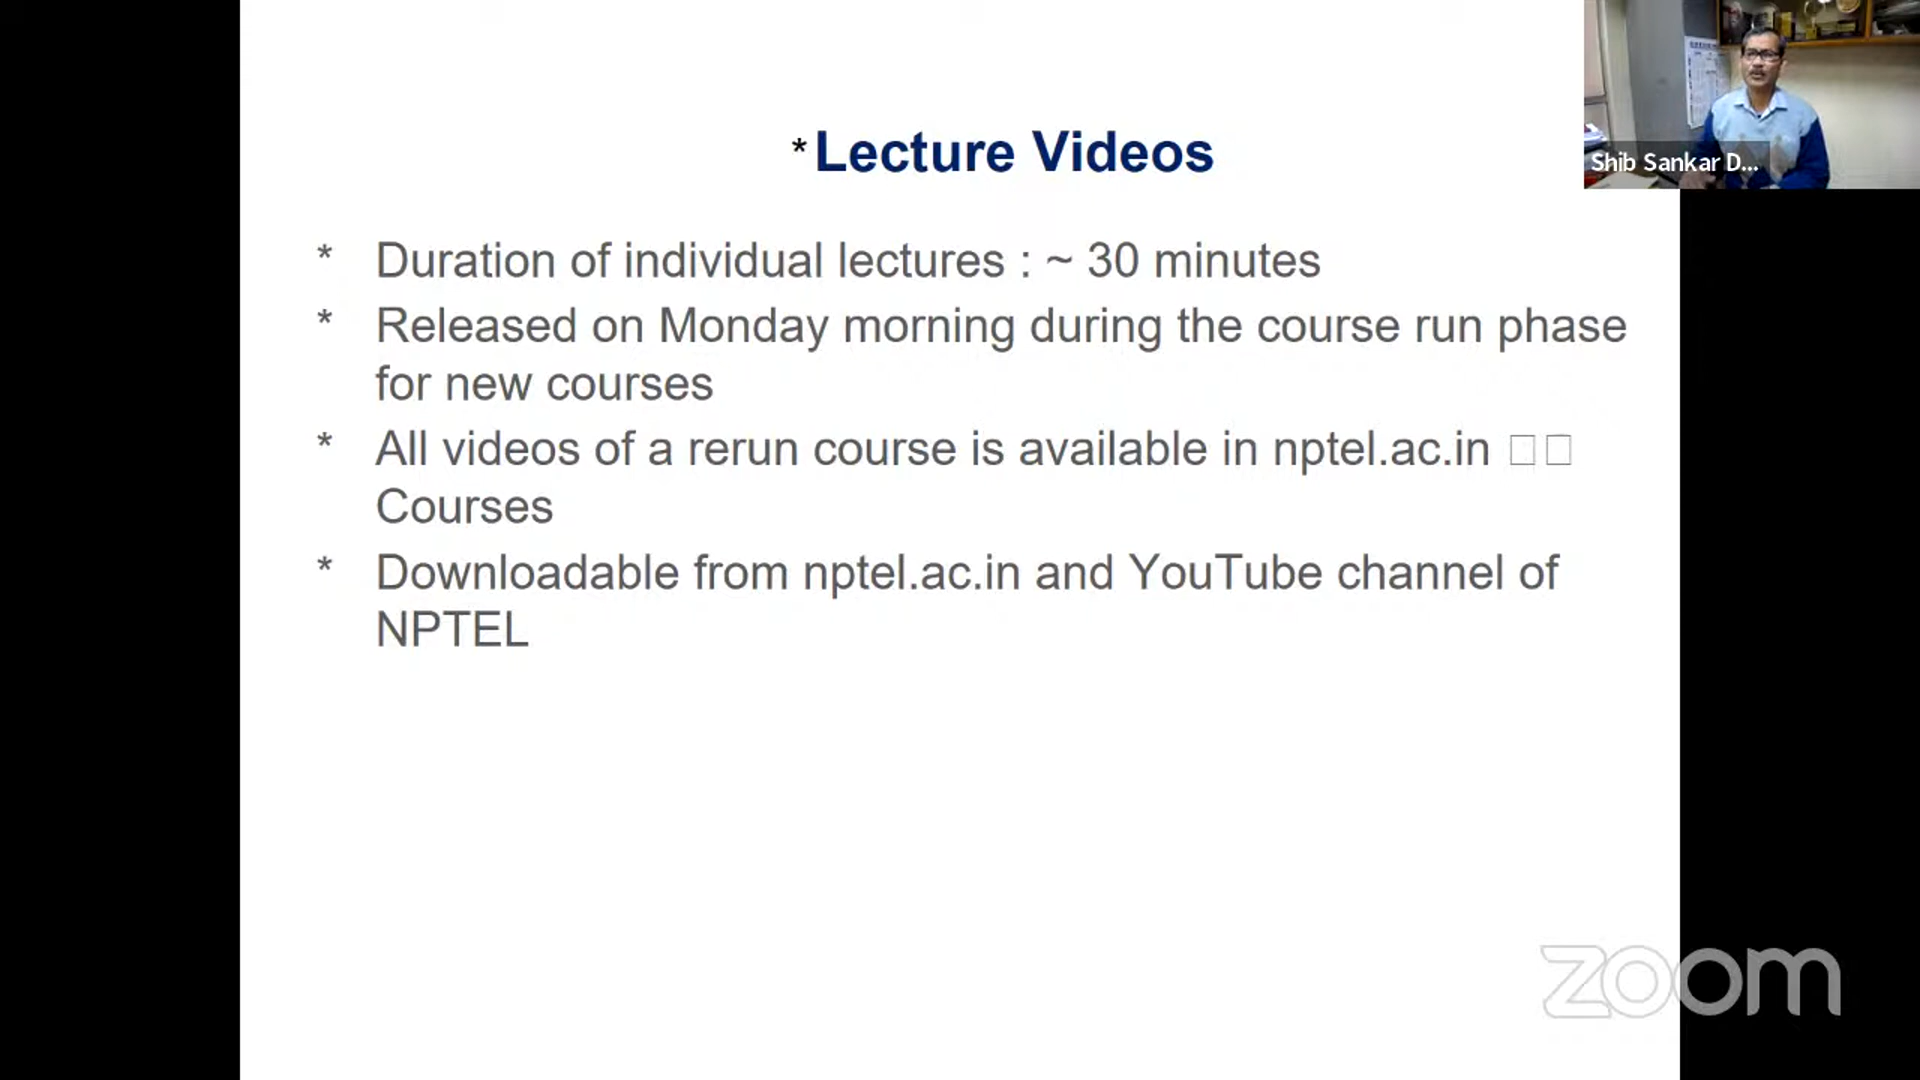 * Lecture Videos
Shib Sankar D...
* Duration of individual lectures : ~ 30 minutes
* Released on Monday morning during the course run phase
for new courses
* All videos of a rerun course is available in nptel.ac.in □□
Courses
* Downloadable from nptel.ac.in and YouTube channel of
NPTEL
zoom